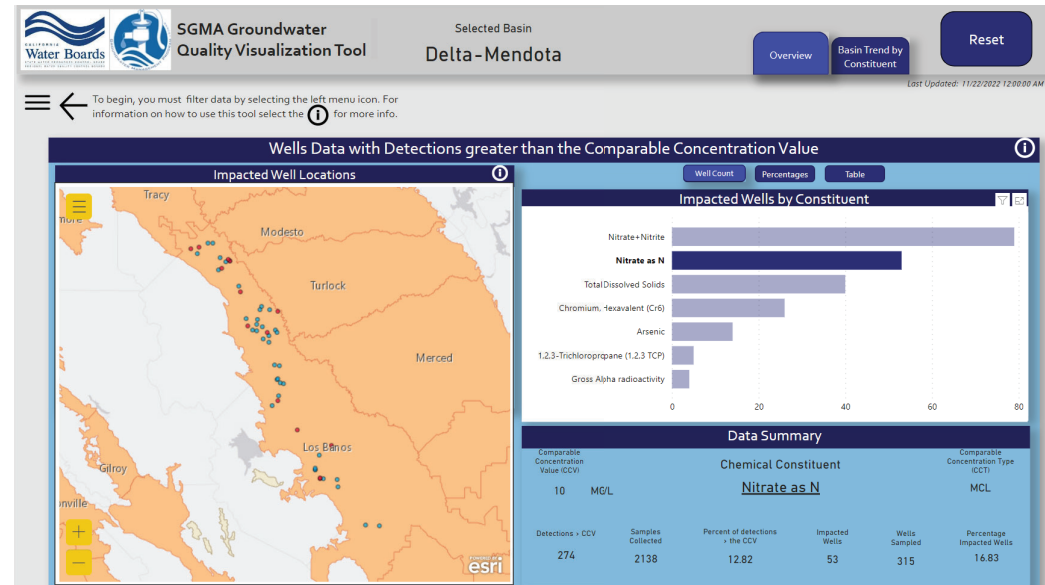 CALIFORNIA
Water Boards
SGMA Groundwater
Quality Visualization Tool
Selected Basin
Delta-Mendota
Overview
Basin Trend by
Constituent
Reset
Last Updated: 11/22/2022 12:00:00 AM
To begin, you must filter data by selecting the left menu icon. For
information on how to use this tool select the i for more info.
Wells Data with Detections greater than the Comparable Concentration Value
i
Impacted Well Locations
i
Tracy
Modesto
Turlock
Merced
Los Banos
Gilroy
onville
POWERED BY
esri
+
−
Well Count
Percentages
Table
Impacted Wells by Constituent
Nitrate+Nitrite
Nitrate as N
Total Dissolved Solids
Chromium, Hexavalent (Cr6)
Arsenic
1,2,3-Trichloropropane (1,2,3 TCP)
Gross Alpha radioactivity
0 20 40 60 80
Data Summary
Comparable
Concentration
Value (CCV)
10 MG/L
Chemical Constituent
Nitrate as N
Comparable
Concentration Type
(CCT)
MCL
Detections > CCV
274
Samples
Collected
2138
Percent of detections
> the CCV
12.82
Impacted
Wells
53
Wells
Sampled
315
Percentage
Impacted Wells
16.83